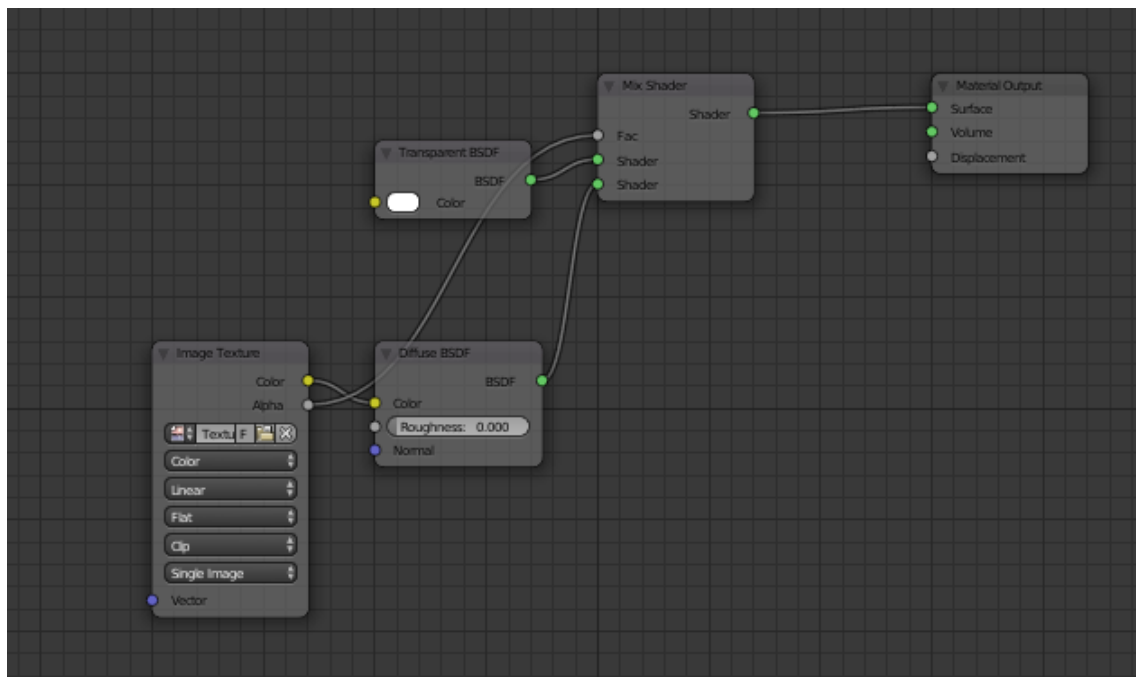 Mix Shader
Shader
Fac
Shader
Shader
Material Output
Surface
Volume
Displacement
Transparent BSDF
BSDF
Color
Image Texture
Color
Alpha
Textu F
Color
Linear
Flat
Clip
Single Image
Vector
Diffuse BSDF
BSDF
Color
Roughness: 0.000
Normal